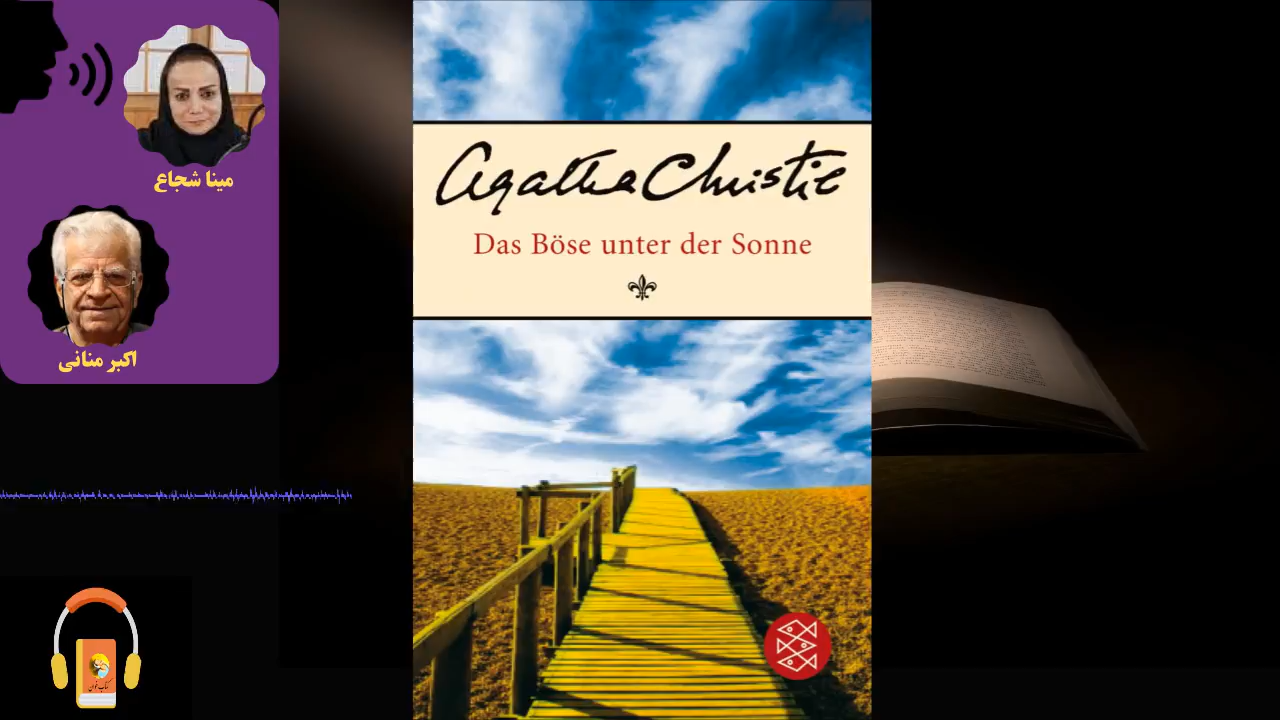 مینا شجاع
اکبر منانی
Agatha Christie
Das Böse unter der Sonne